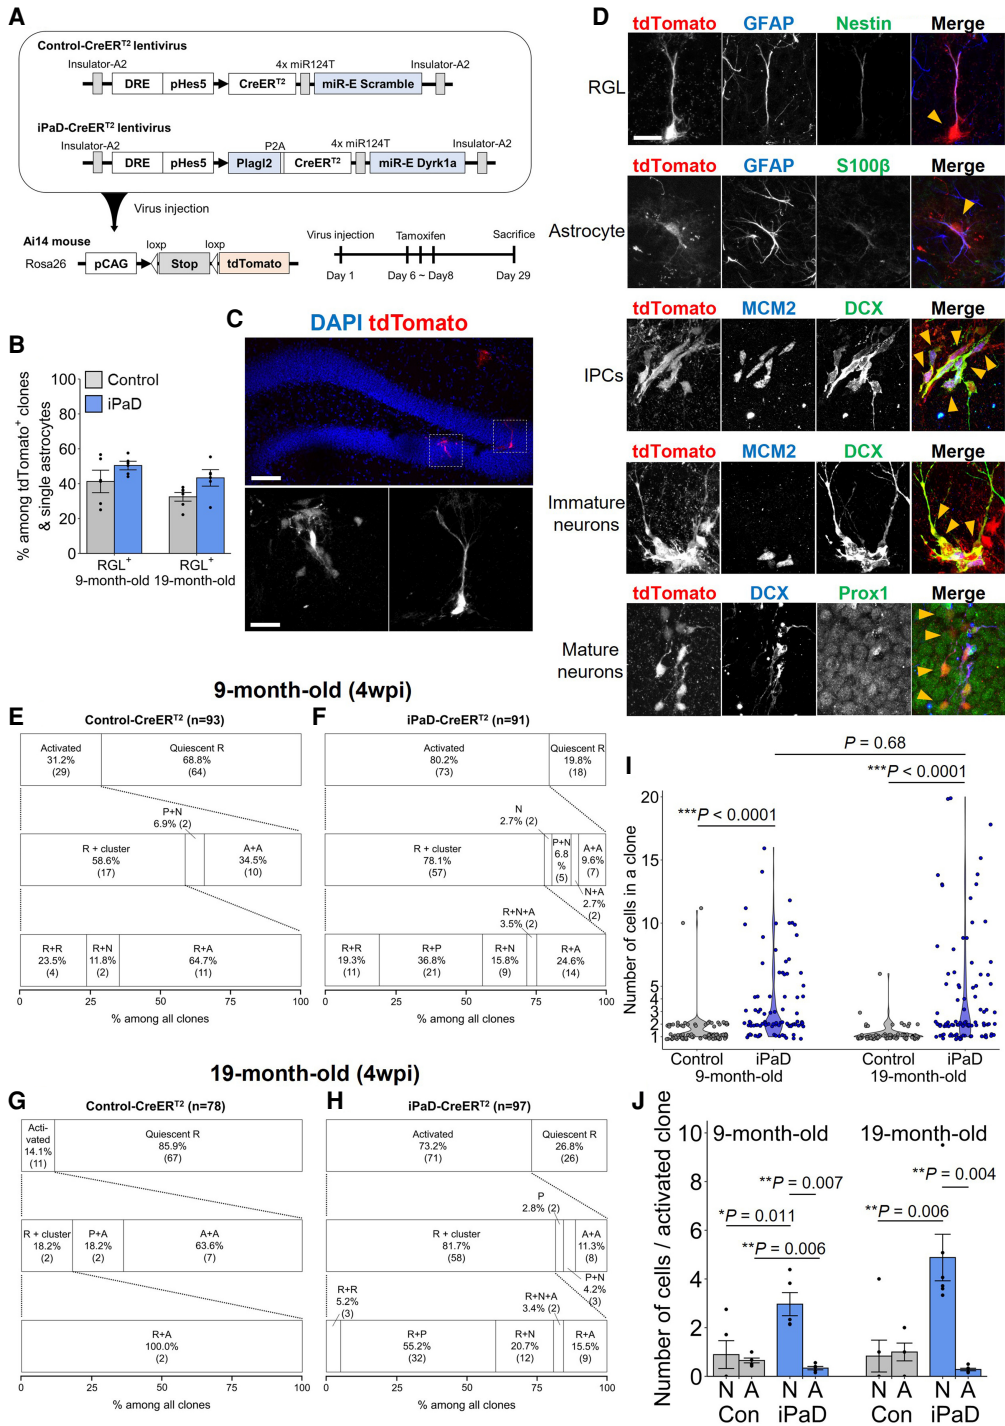 A
Control-CreERT2 lentivirus
Insulator-A2
4x miR124T
Insulator-A2
DRE
pHes5
CreERT2
miR-E Scramble
iPaD-CreERT2 lentivirus
Insulator-A2
P2A
4x miR124T
Insulator-A2
DRE
pHes5
Plagl2
CreERT2
miR-E Dyrk1a
Virus injection
Ai14 mouse
loxp
loxp
Rosa26
pCAG
Stop
tdTomato
Virus injection
Tamoxifen
Sacrifice
Day 1
Day 6 ~ Day8
Day 29
B
% among tdTomato+ clones
& single astrocytes
100
80
60
40
20
0
Control
iPaD
RGL+
9-month-old
RGL+
19-month-old
C
DAPI tdTomato
D
tdTomato GFAP Nestin Merge
RGL
tdTomato GFAP S100β Merge
Astrocyte
tdTomato MCM2 DCX Merge
IPCs
tdTomato MCM2 DCX Merge
Immature
neurons
tdTomato DCX Prox1 Merge
Mature
neurons
9-month-old (4wpi)
E
Control-CreERT2 (n=93)
Activated
31.2%
(29)
Quiescent R
68.8%
(64)
P+N
6.9% (2)
R + cluster
58.6%
(17)
A+A
34.5%
(10)
R+R
23.5%
(4)
R+N
11.8%
(2)
R+A
64.7%
(11)
0 25 50 75 100
% among all clones
F
iPaD-CreERT2 (n=91)
Activated
80.2%
(73)
Quiescent R
19.8%
(18)
N
2.7% (2)
R + cluster
78.1%
(57)
P+N
6.8
%
(5)
A+A
9.6%
(7)
N+A
2.7%
(2)
R+N+A
3.5% (2)
R+R
19.3%
(11)
R+P
36.8%
(21)
R+N
15.8%
(9)
R+A
24.6%
(14)
0 25 50 75 100
% among all clones
19-month-old (4wpi)
G
Control-CreERT2 (n=78)
Acti-
vated
14.1%
(11)
Quiescent R
85.9%
(67)
R + cluster
18.2%
(2)
P+A
18.2%
(2)
A+A
63.6%
(7)
R+A
100.0%
(2)
0 25 50 75 100
% among all clones
H
iPaD-CreERT2 (n=97)
Activated
73.2%
(71)
Quiescent R
26.8%
(26)
P
2.8% (2)
R + cluster
81.7%
(58)
A+A
11.3%
(8)
P+N
4.2%
(3)
R+R
5.2%
(3)
R+N+A
3.4% (2)
R+P
55.2%
(32)
R+N
20.7%
(12)
R+A
15.5%
(9)
0 25 50 75 100
% among all clones
I
P = 0.68
***P < 0.0001
***P < 0.0001
Number of cells in a clone
20
15
10
5
4
3
2
1
Control iPaD
9-month-old
Control iPaD
19-month-old
J
Number of cells / activated clone
10
8
6
4
2
0
9-month-old
19-month-old
**P = 0.007
*P = 0.011
**P = 0.006
**P = 0.004
**P = 0.006
N A N A
Con iPaD
N A N A
Con iPaD